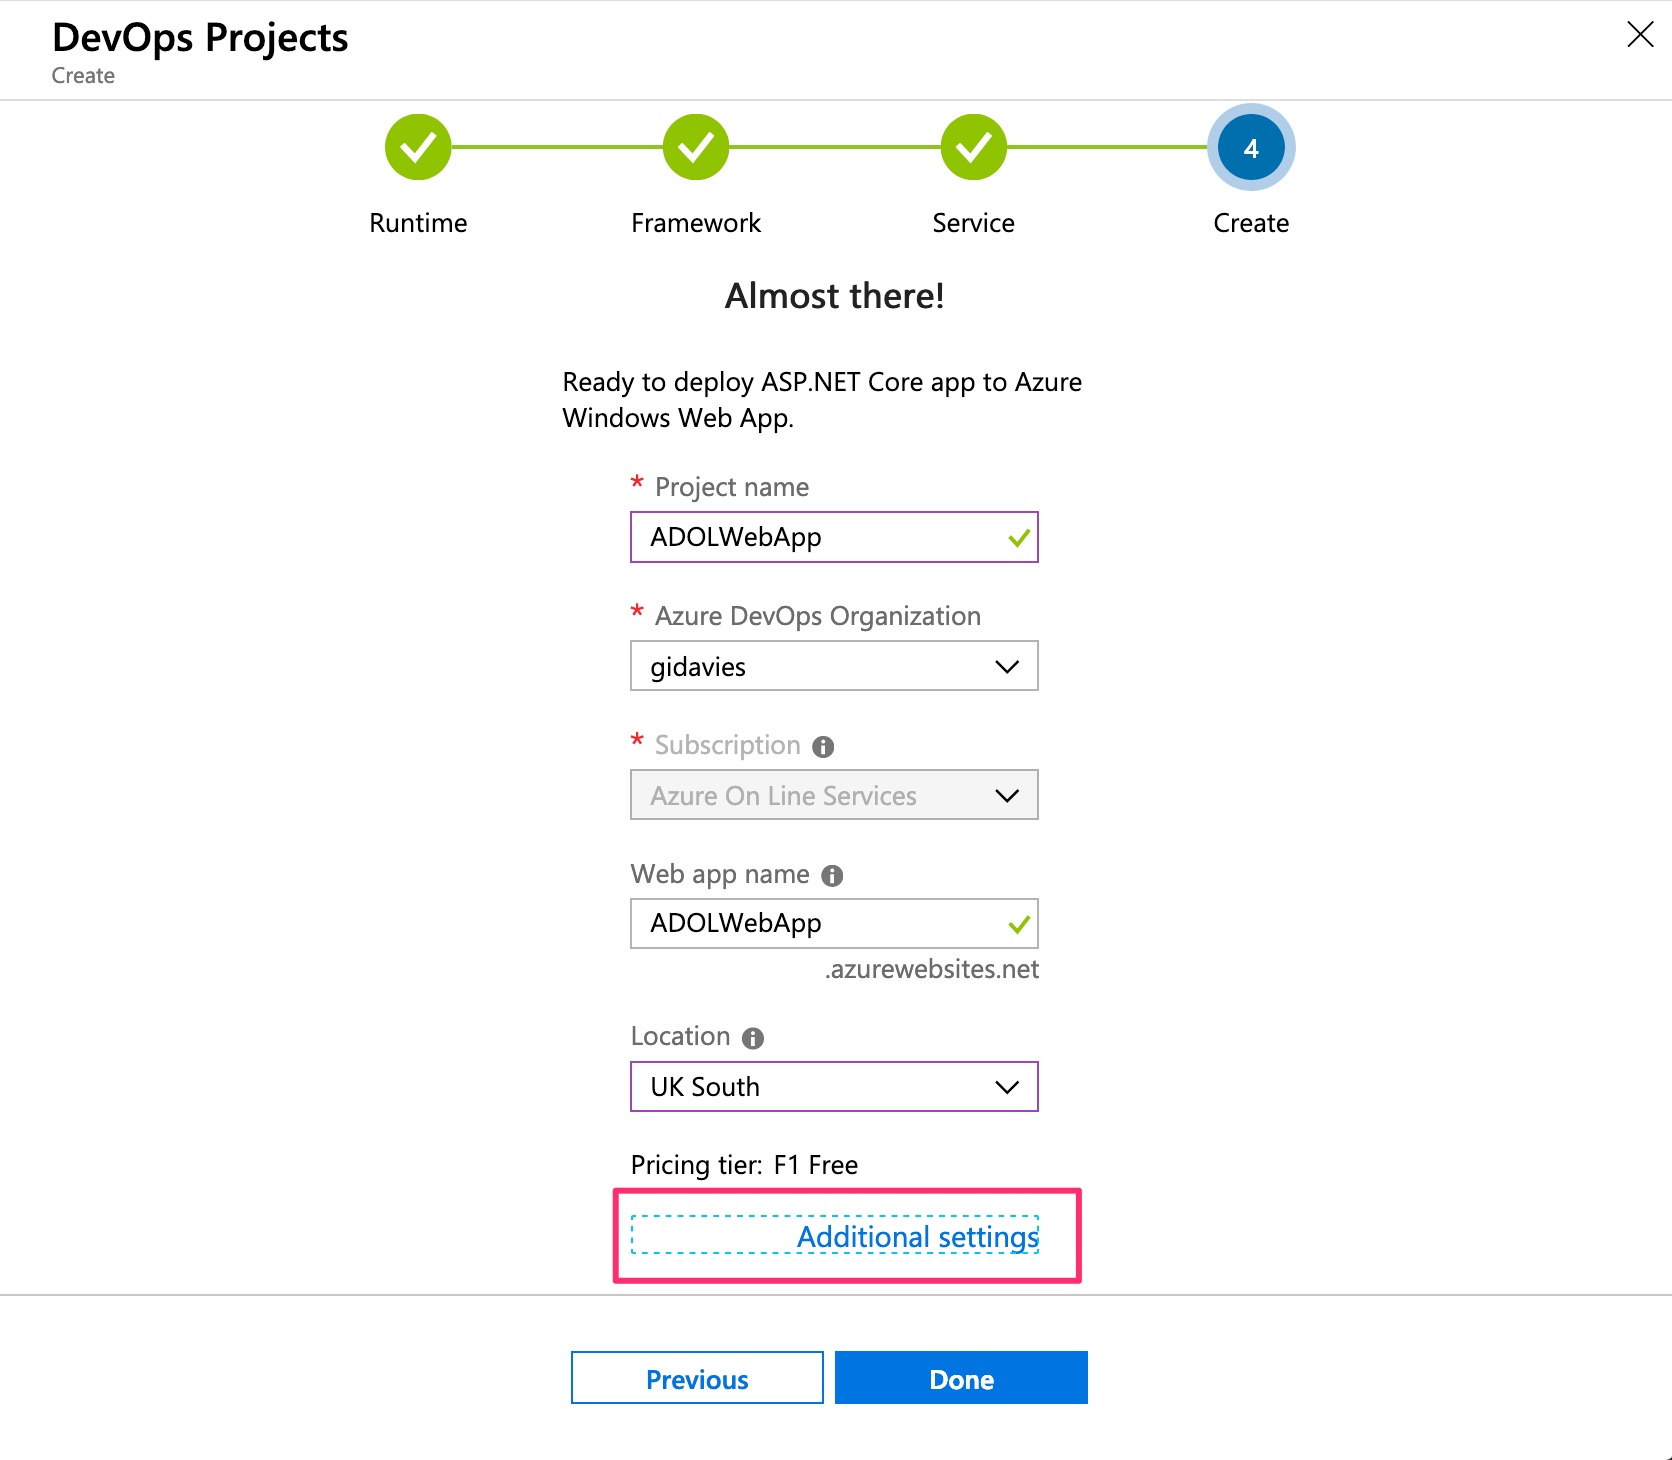 DevOps Projects
Create
4
Runtime
Framework
Service
Create
Almost there!
Ready to deploy ASP.NET Core app to Azure
Windows Web App.
* Project name
ADOLWebApp
* Azure DevOps Organization
gidavies
* Subscription
Azure On Line Services
Web app name
ADOLWebApp
.azurewebsites.net
Location
UK South
Pricing tier: F1 Free
Additional settings
Previous
Done